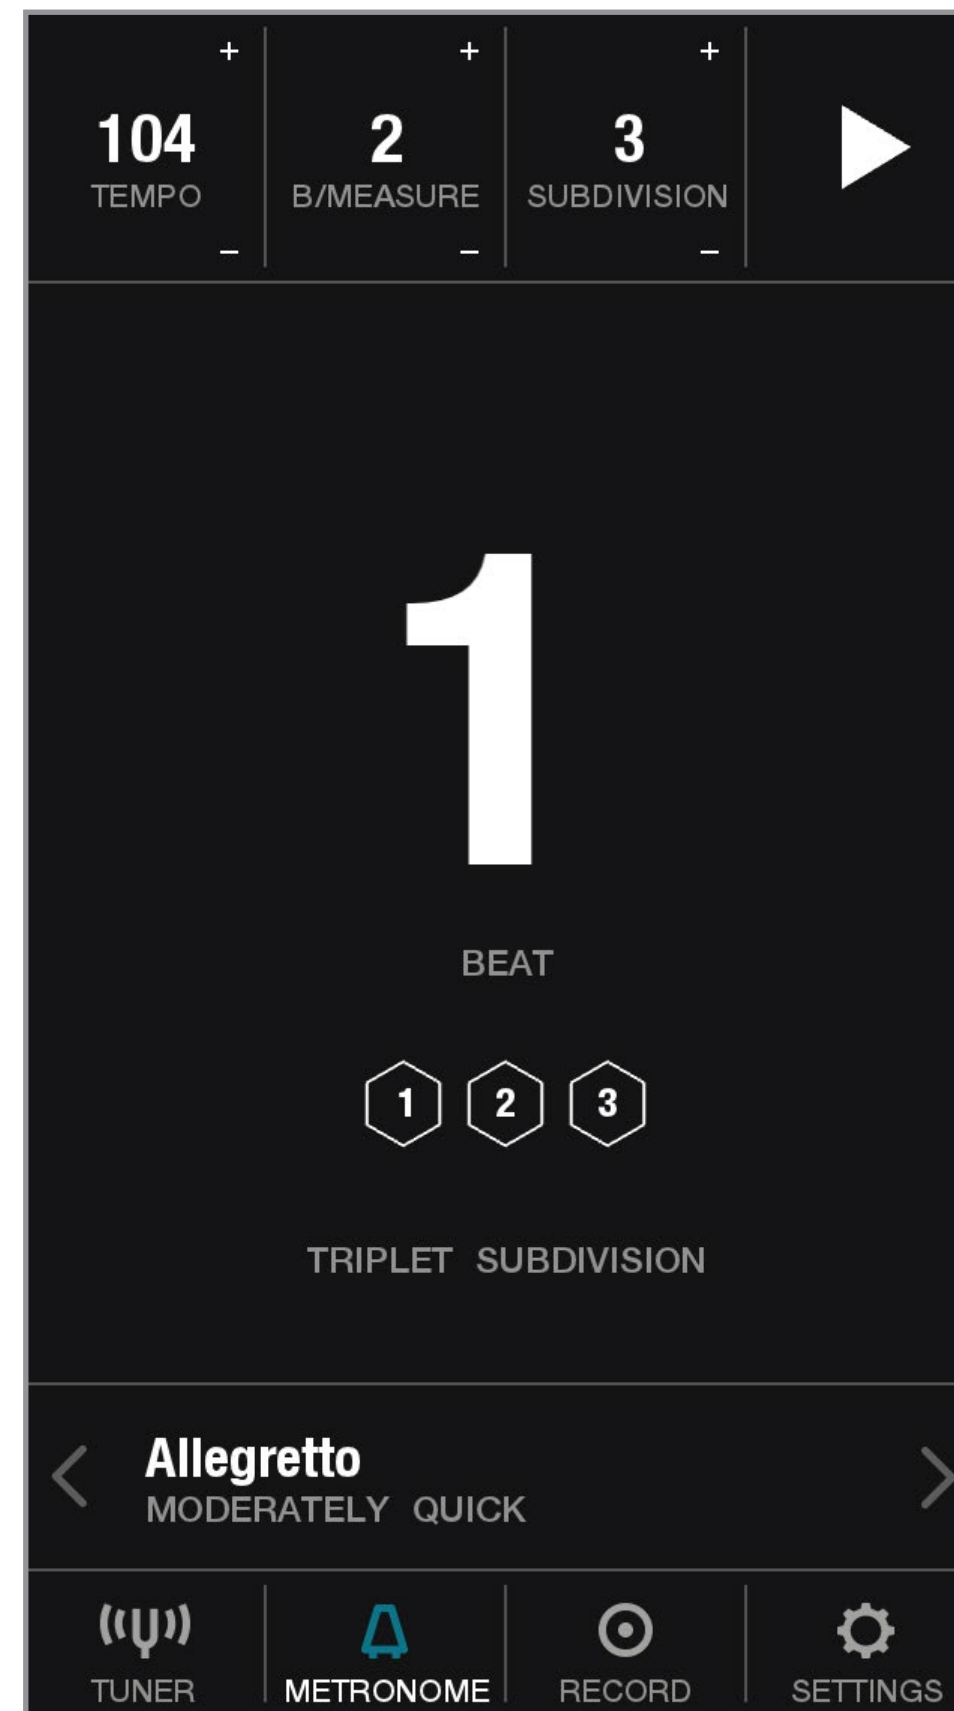 + + +
104 2 3
TEMPO B/MEASURE SUBDIVISION
− − −
1
BEAT
1 2 3
TRIPLET SUBDIVISION
Allegretto
MODERATELY QUICK
TUNER METRONOME RECORD SETTINGS